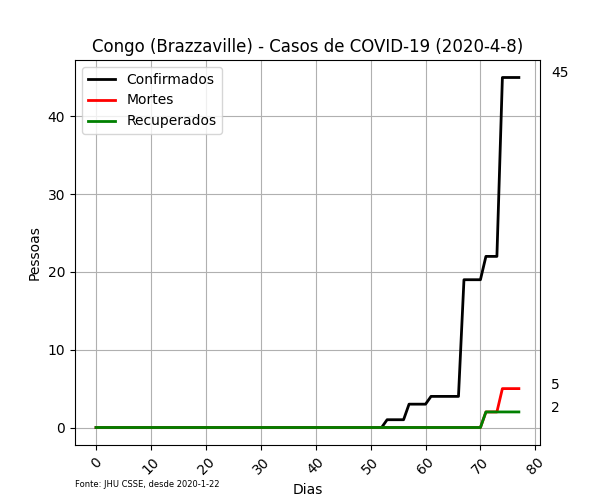 Congo (Brazzaville) - Casos de COVID-19 (2020-4-8)
Confirmados
Mortes
Recuperados
45
5
2
40
30
20
10
0
Pessoas
0 10 20 30 40 50 60 70 80
Fonte: JHU CSSE, desde 2020-1-22
Dias